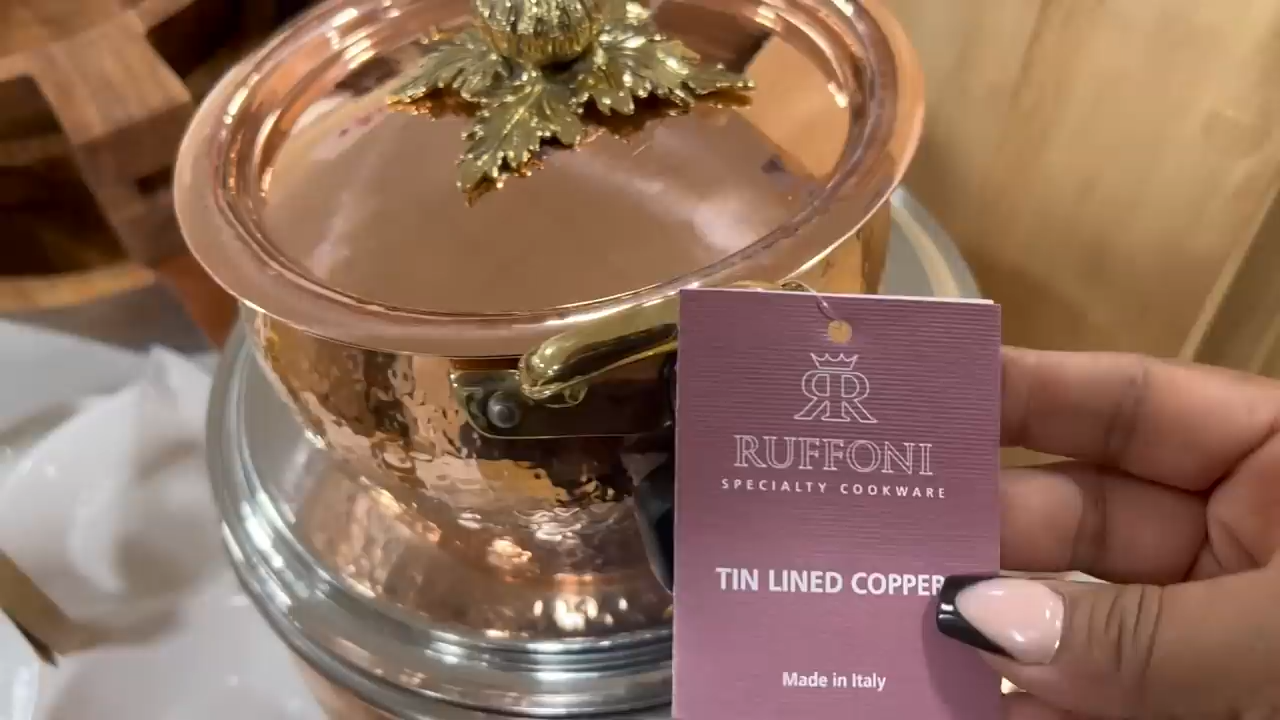 RR
RUFFONI
SPECIALTY COOKWARE
TIN LINED COPPER
Made in Italy